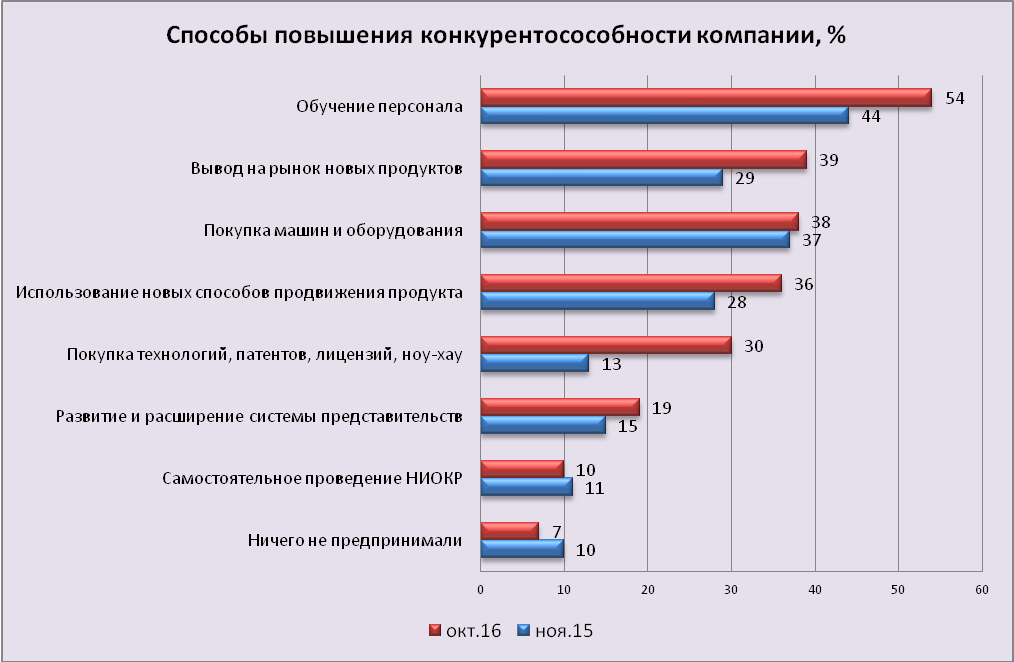 Способы повышения конкурентосособности компании, %
Обучение персонала
54
44
Вывод на рынок новых продуктов
39
29
Покупка машин и оборудования
38
37
Использование новых способов продвижения продукта
36
28
Покупка технологий, патентов, лицензий, ноу-хау
30
13
Развитие и расширение системы представительств
19
15
Самостоятельное проведение НИОКР
10
11
Ничего не предпринимали
7
10
0 10 20 30 40 50 60
окт.16 ноя.15